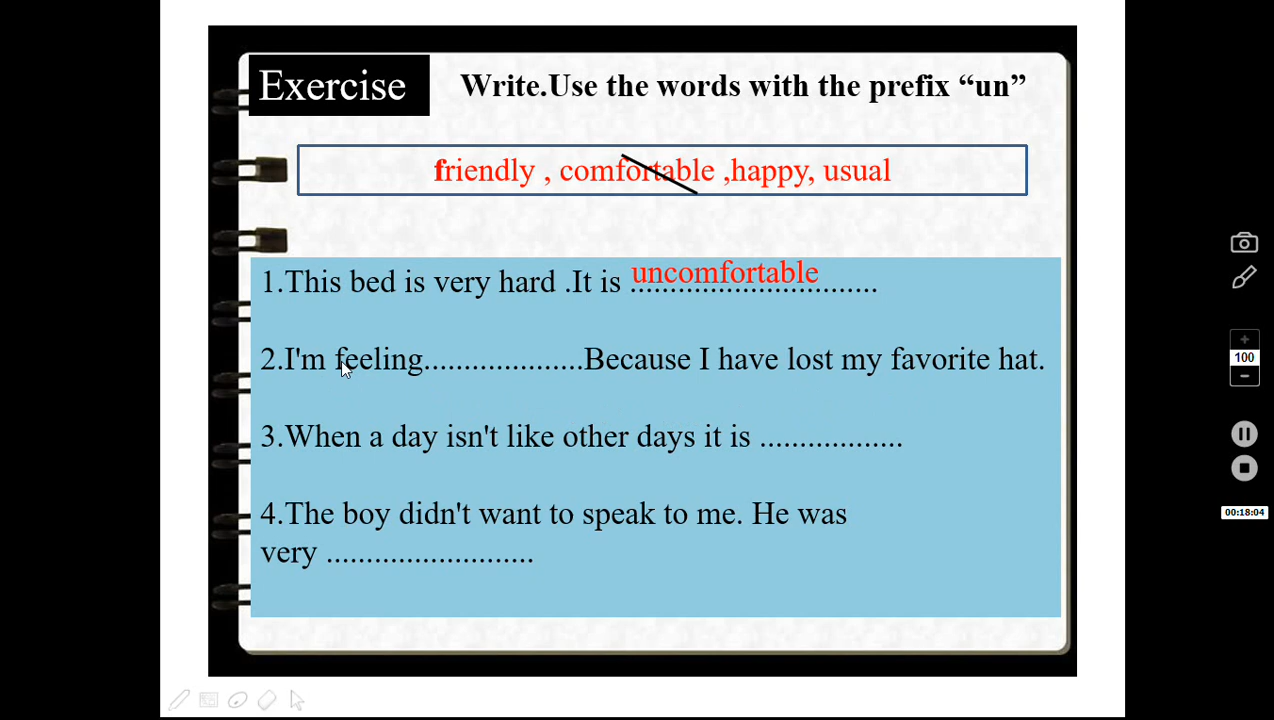 Exercise
Write.Use the words with the prefix “un”
friendly , comfortable ,happy, usual
1.This bed is very hard .It is ...............................
uncomfortable
2.I'm feeling....................Because I have lost my favorite hat.
3.When a day isn't like other days it is ..................
4.The boy didn't want to speak to me. He was
very ..........................
100
00:18:04